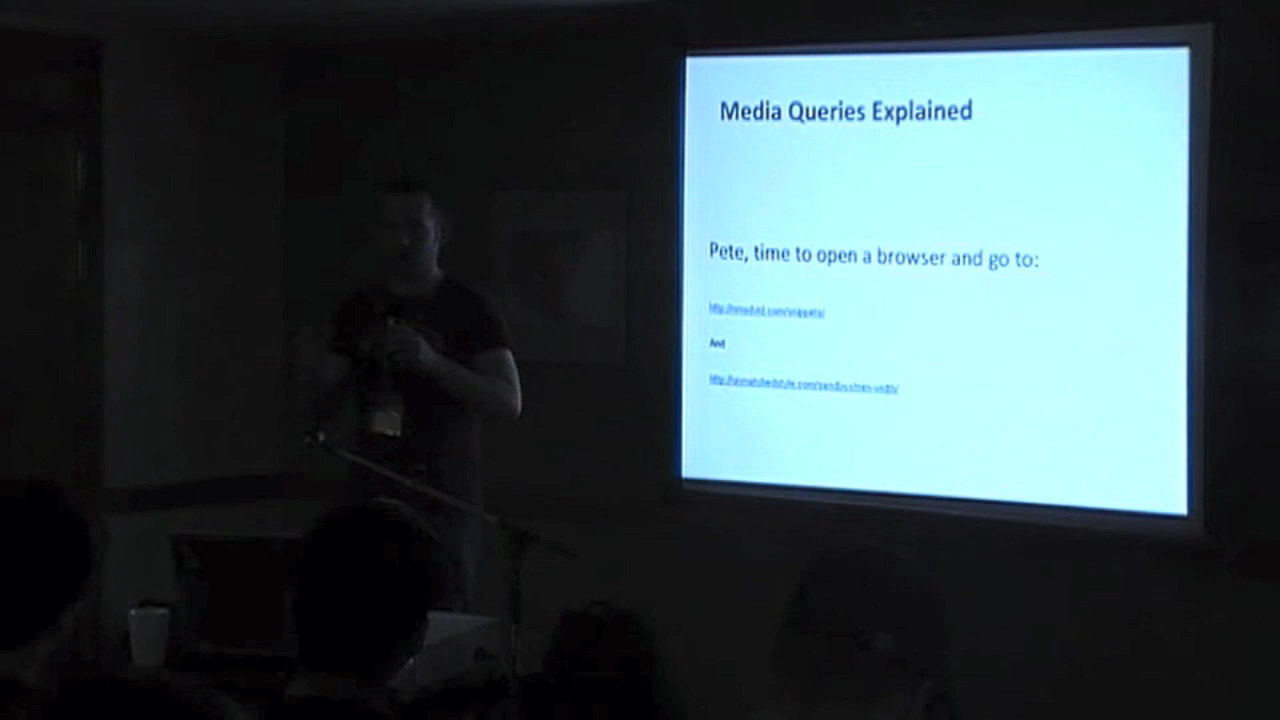 Media Queries Explained
Pete, time to open a browser and go to:
And